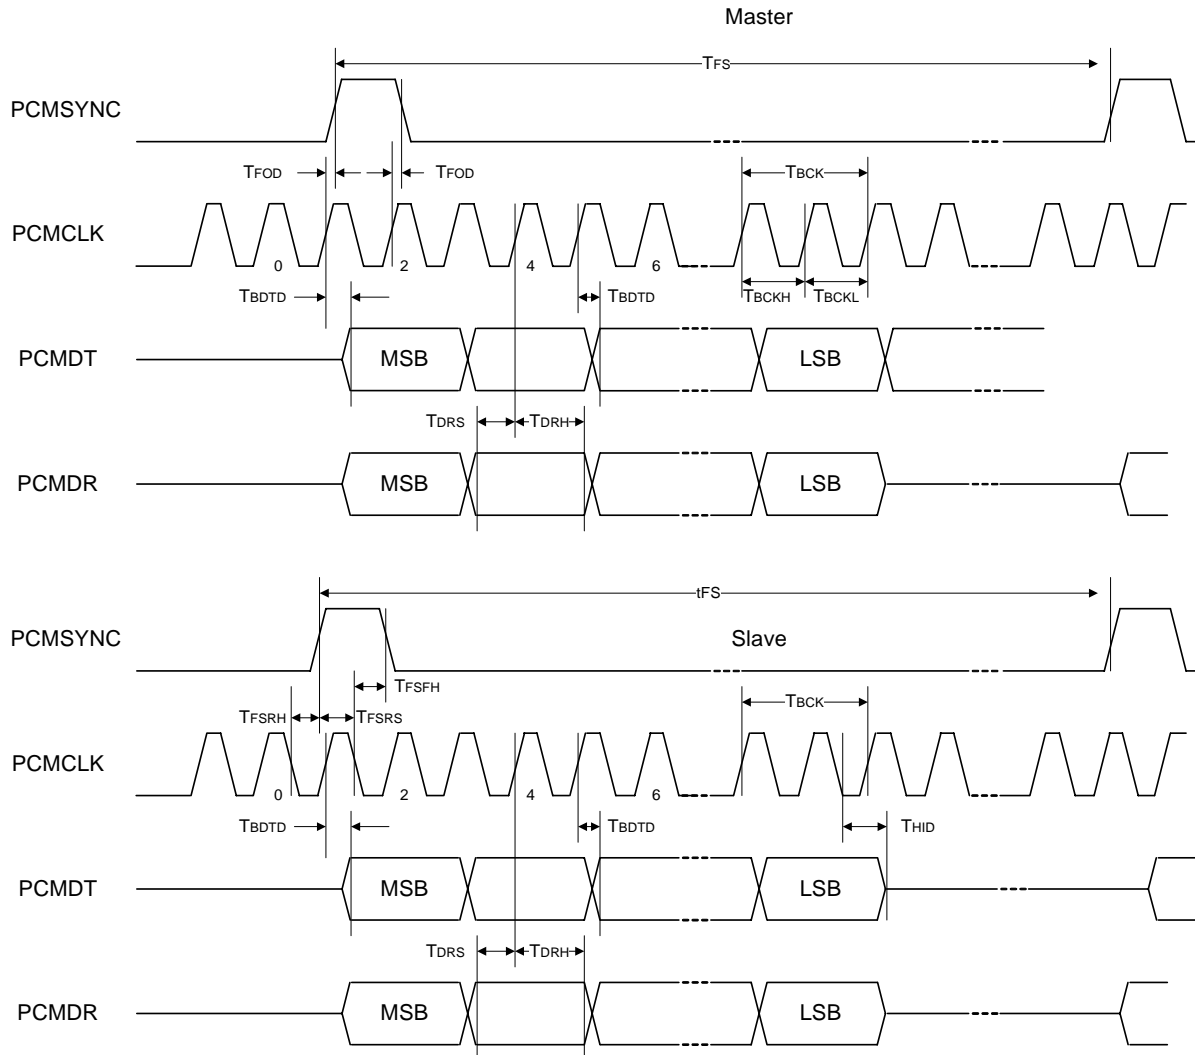 Master
TFS
PCMSYNC
TFOD TFOD TBCK
PCMCLK
0 2 4 6
TBDTD TBDTD TBCKH TBCKL
PCMDT MSB LSB
TDRS TDRH
PCMDR MSB LSB
tFS
PCMSYNC Slave
TFSFH
TFSRH TFSRS TBCK
PCMCLK
0 2 4 6
TBDTD TBDTD THID
PCMDT MSB LSB
TDRS TDRH
PCMDR MSB LSB